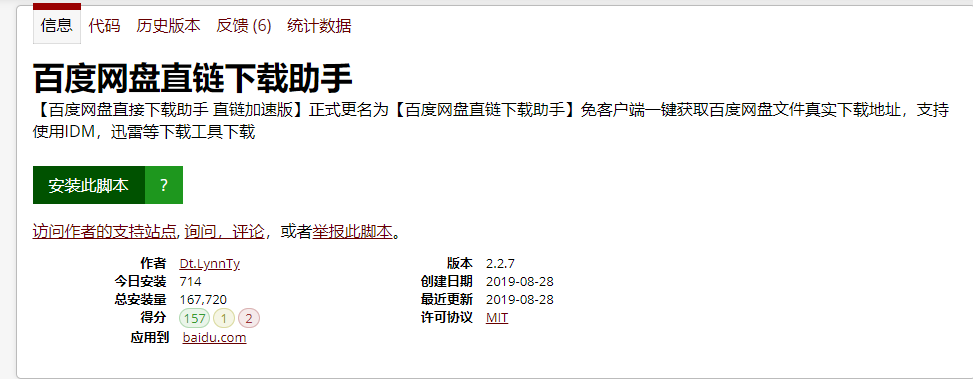 信息 代码 历史版本 反馈 (6) 统计数据
百度网盘直链下载助手
【百度网盘直接下载助手 直链加速版】正式更名为【百度网盘直链下载助手】免客户端一键获取百度网盘文件真实下载地址，支持
使用IDM，迅雷等下载工具下载
安装此脚本 ?
访问作者的支持站点, 询问，评论，或者举报此脚本。
作者 Dt.LynnTy 版本 2.2.7
今日安装 714 创建日期 2019-08-28
总安装量 167,720 最近更新 2019-08-28
得分 157 1 2 许可协议 MIT
应用到 baidu.com